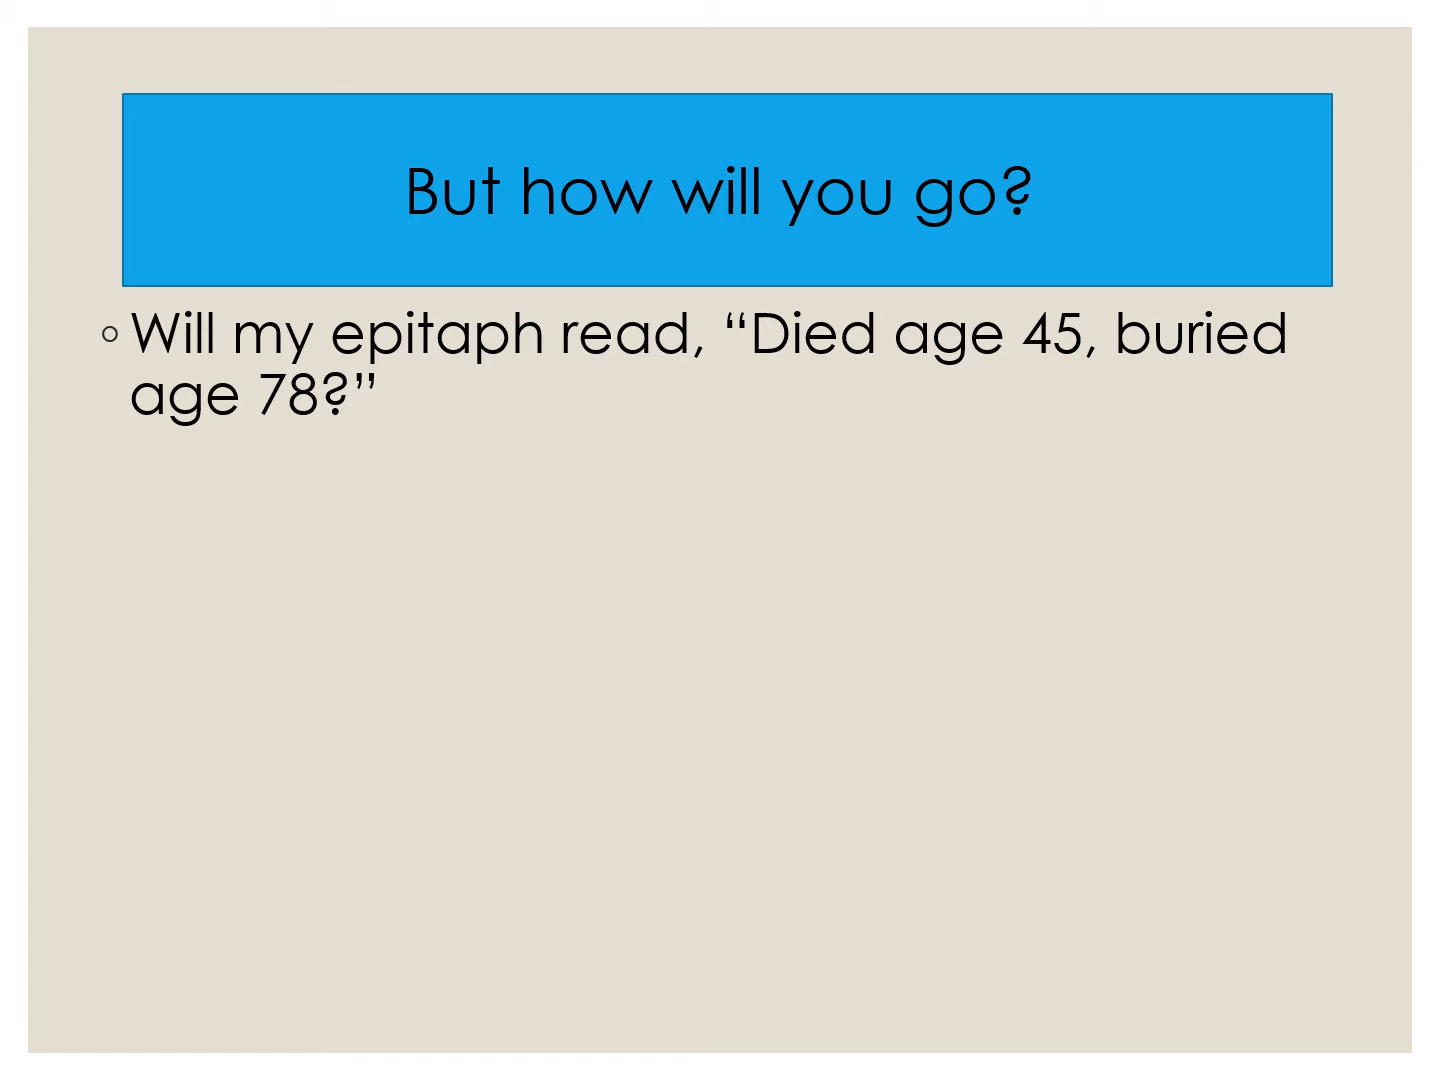 But how will you go?
◦Will my epitaph read, “Died age 45, buried
age 78?”